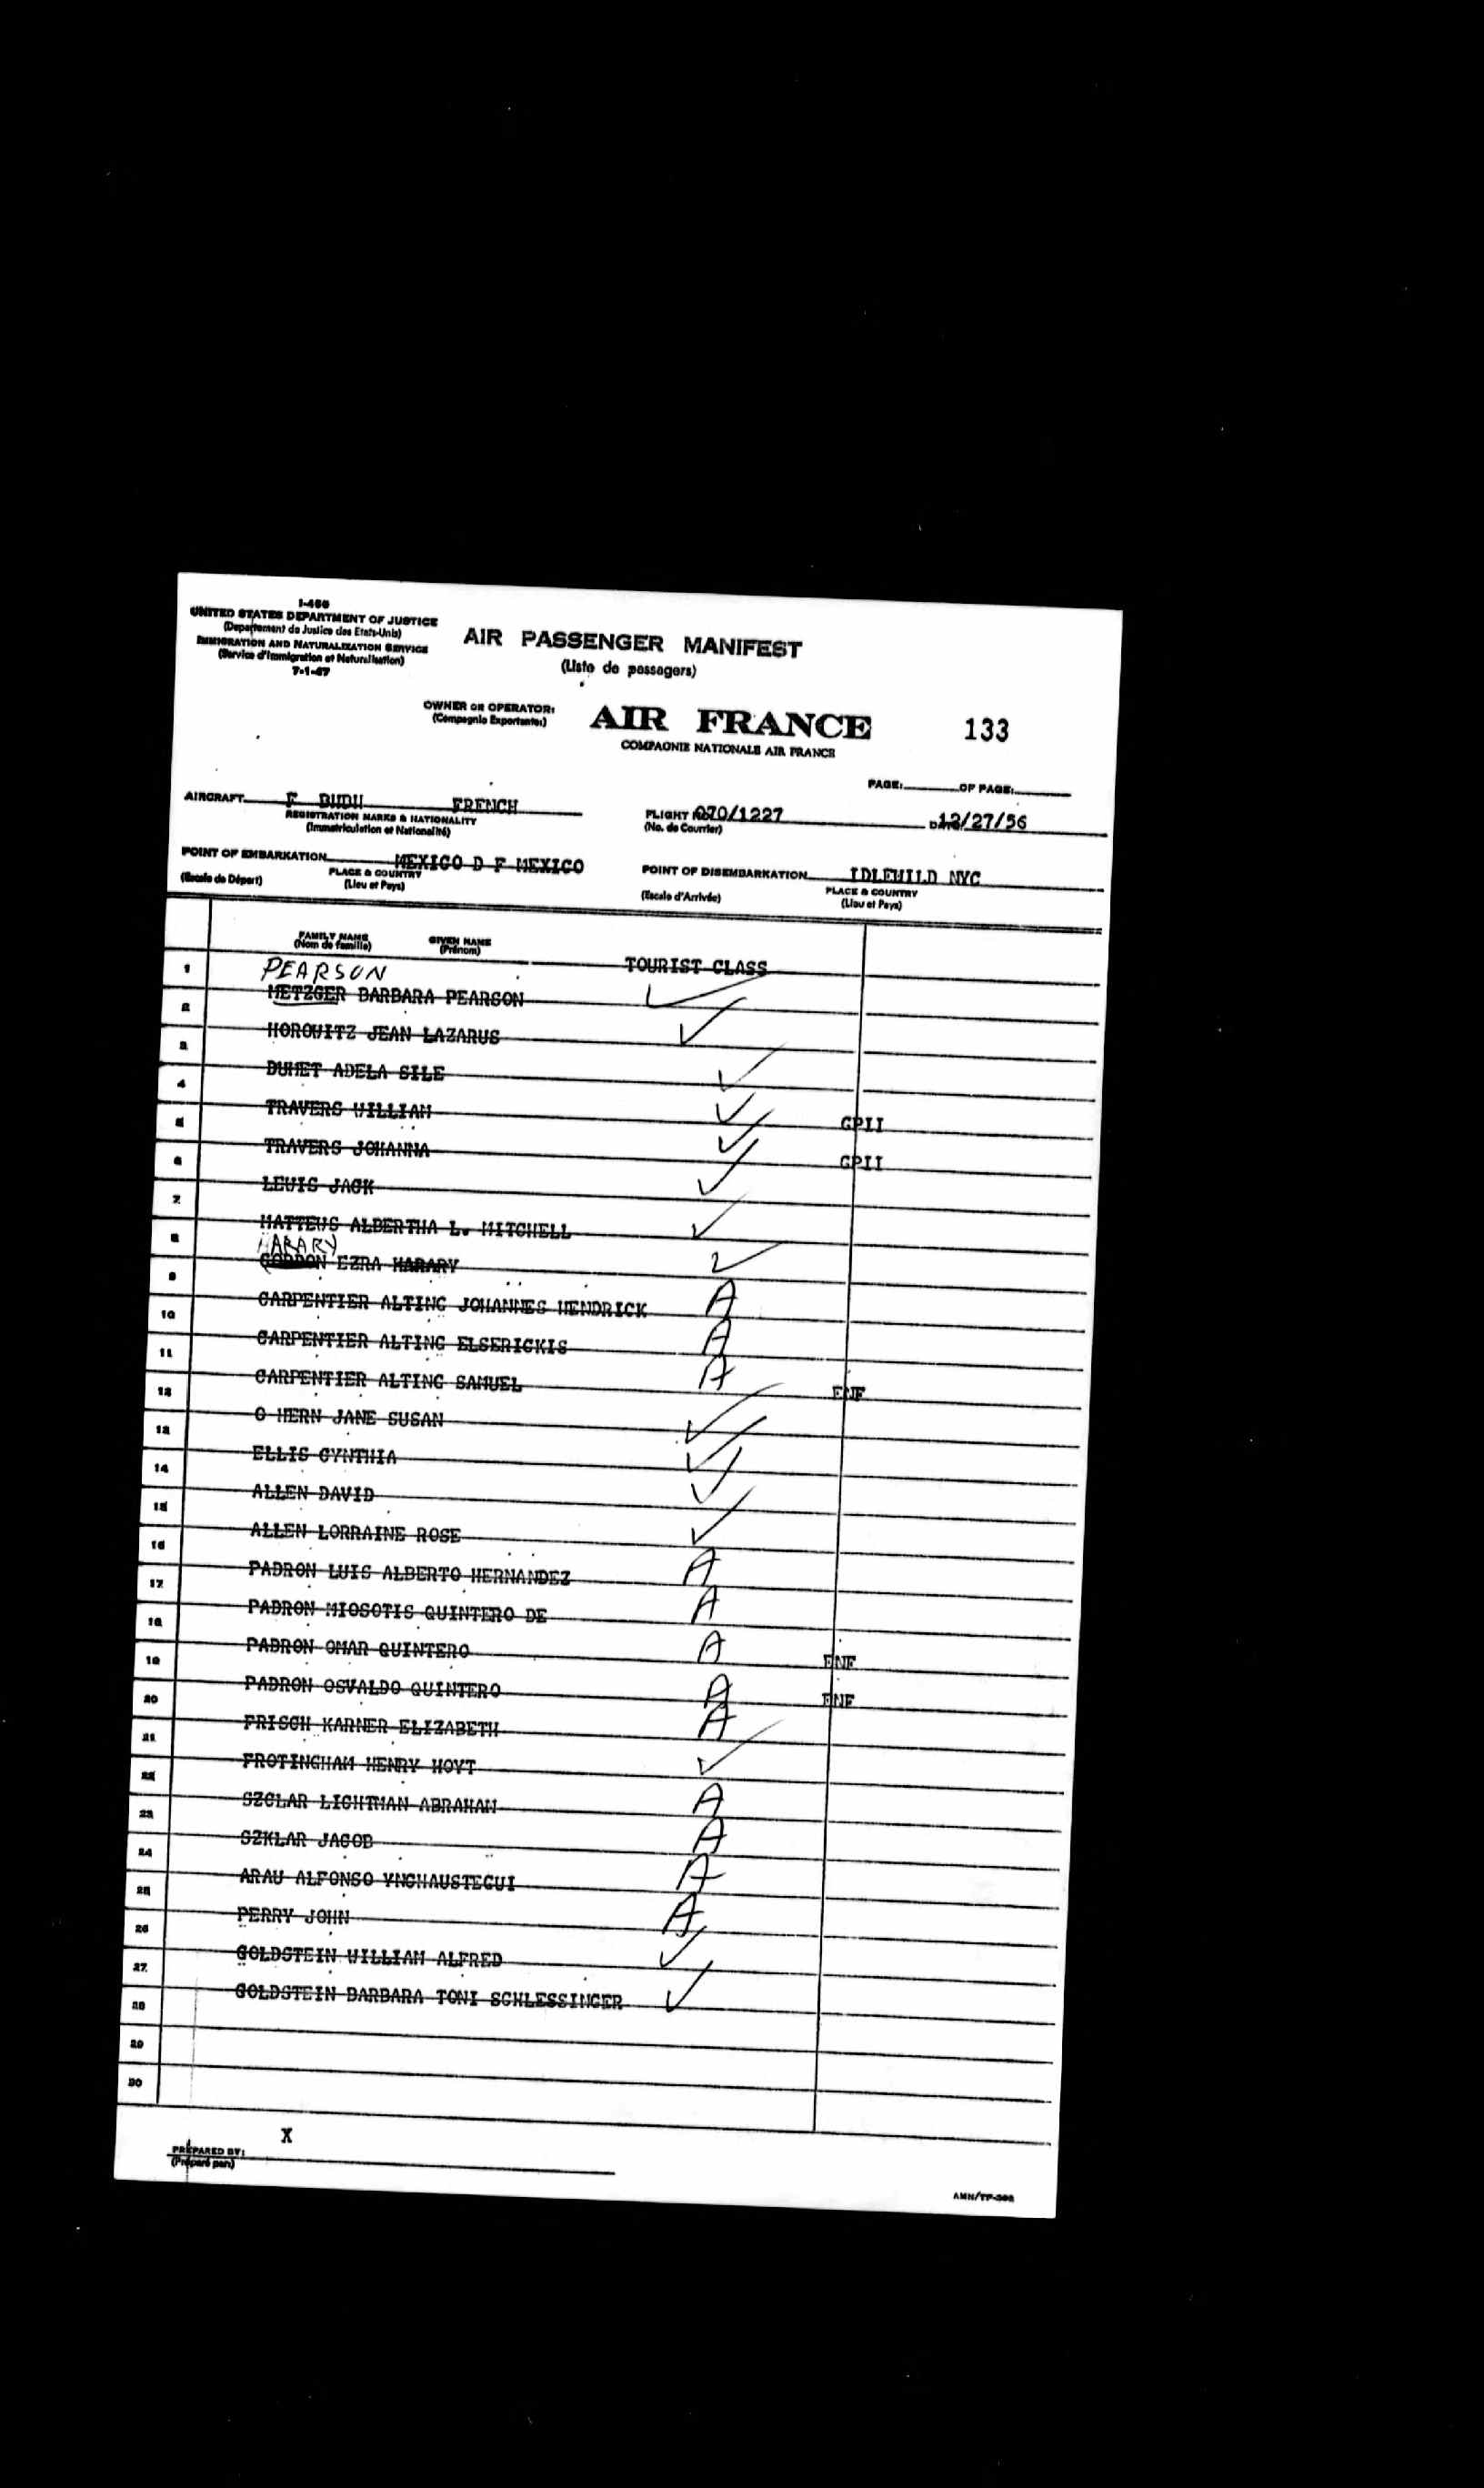 I-466
UNITED STATES DEPARTMENT OF JUSTICE
(Departement de Justice des Etats-Unis)
IMMIGRATION AND NATURALIZATION SERVICE
(Service d'Immigration et Naturalisation)
7-1-47
AIR PASSENGER MANIFEST
(Liste de passagers)
OWNER OR OPERATOR:
(Compagnie Exportante:)
AIR FRANCE
133
COMPAGNIE NATIONALE AIR FRANCE
PAGE: OF PAGE:
AIRCRAFT F BHDH FRENCH
REGISTRATION MARKS & NATIONALITY
(Immatriculation et Nationalité)
FLIGHT NO. 070/1227
(No. de Courrier)
DATE 12/27/56
POINT OF EMBARKATION MEXICO D F MEXICO
(Escale de Départ)
PLACE & COUNTRY
(Lieu et Pays)
POINT OF DISEMBARKATION IDLEWILD NYC
(Escale d'Arrivée)
PLACE & COUNTRY
(Lieu et Pays)
FAMILY NAME GIVEN NAME
(Nom de famille) (Prénom)
1 TOURIST CLASS
PEARSON
2 METZGER BARBARA PEARSON
3 HOROWITZ JEAN LAZARUS
4 DUHET ADELA SILE
5 TRAVERS WILLIAM GPII
6 TRAVERS JOHANNA GPII
7 LEWIS JACK
8 MATTEWS ALBERTHA L. MITCHELL
HARARY
9 GORDON EZRA HARARY
10 CARPENTIER ALTING JOHANNES HENDRICK A
11 CARPENTIER ALTING ELSERICKIS A
12 CARPENTIER ALTING SAMUEL A ENF
13 O HERN JANE SUSAN
14 ELLIS CYNTHIA
15 ALLEN DAVID
16 ALLEN LORRAINE ROSE
17 PADRON LUIS ALBERTO HERNANDEZ A
18 PADRON MIOSOTIS QUINTERO DE A
19 PADRON OMAR QUINTERO A ENF
20 PADRON OSVALDO QUINTERO A ENF
21 FRISCH KARNER ELIZABETH A
22 FROTINGHAM HENRY HOYT
23 SZCLAR LICHTMAN ABRAHAM A
24 SZKLAR JACOB A
25 ARAU ALFONSO YNCHAUSTEGUI A
26 PERRY JOHN A
27 GOLDSTEIN WILLIAM ALFRED
28 GOLDSTEIN BARBARA TONI SCHLESSINGER
29
30
X
PREPARED BY:
(Préparé par:)
AMN/TP-302